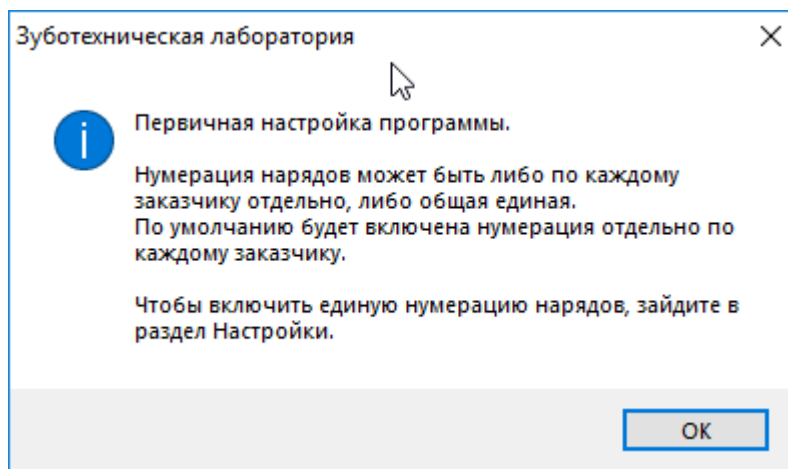 Зуботехническая лаборатория
Первичная настройка программы.
Нумерация нарядов может быть либо по каждому
заказчику отдельно, либо общая единая.
По умолчанию будет включена нумерация отдельно по
каждому заказчику.
Чтобы включить единую нумерацию нарядов, зайдите в
раздел Настройки.
ОК